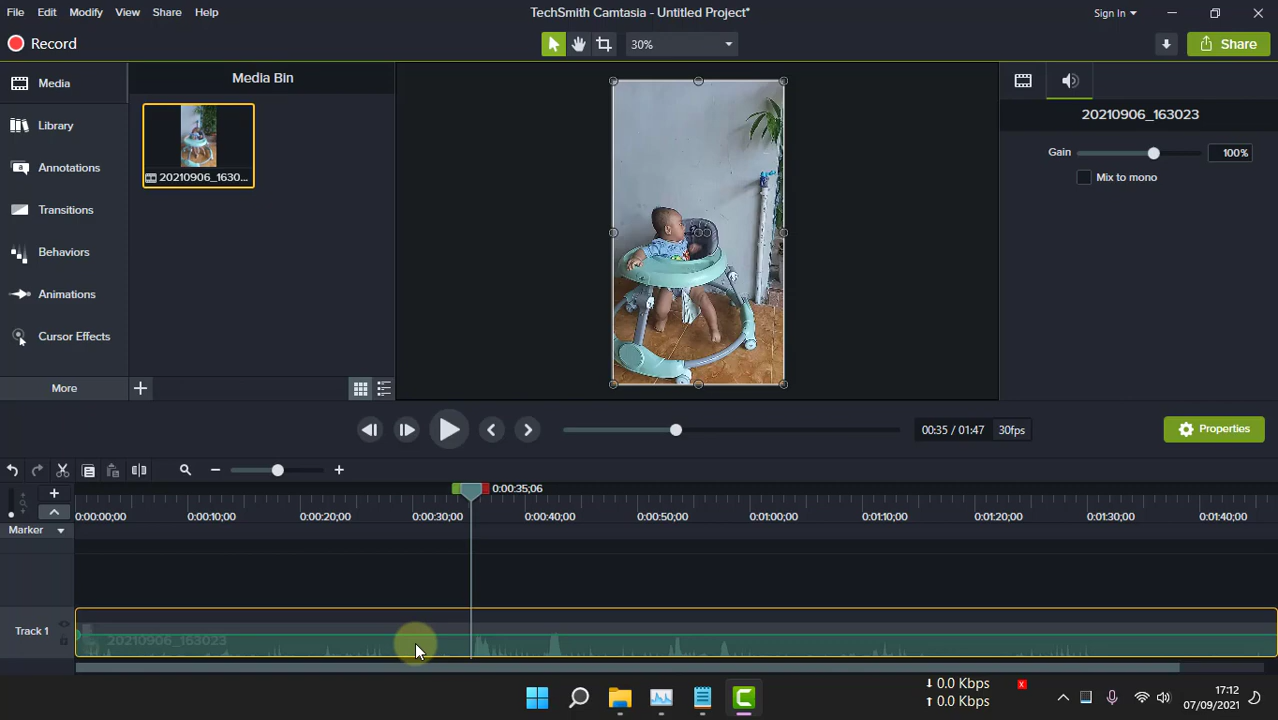 File Edit Modify View Share Help
TechSmith Camtasia - Untitled Project*
Sign In
Record
30%
Share
Media
Media Bin
20210906_163023
Gain
100%
Mix to mono
20210906_1630...
Library
Annotations
Transitions
Behaviors
Animations
Cursor Effects
More
00:35 / 01:47
30fps
Properties
0:00:35;06
0:00:00;00
0:00:10;00
0:00:20;00
0:00:30;00
0:00:40;00
0:00:50;00
0:01:00;00
0:01:10;00
0:01:20;00
0:01:30;00
0:01:40;00
Marker
Track 1
20210906_163023
0.0 Kbps
0.0 Kbps
x
17:12
07/09/2021